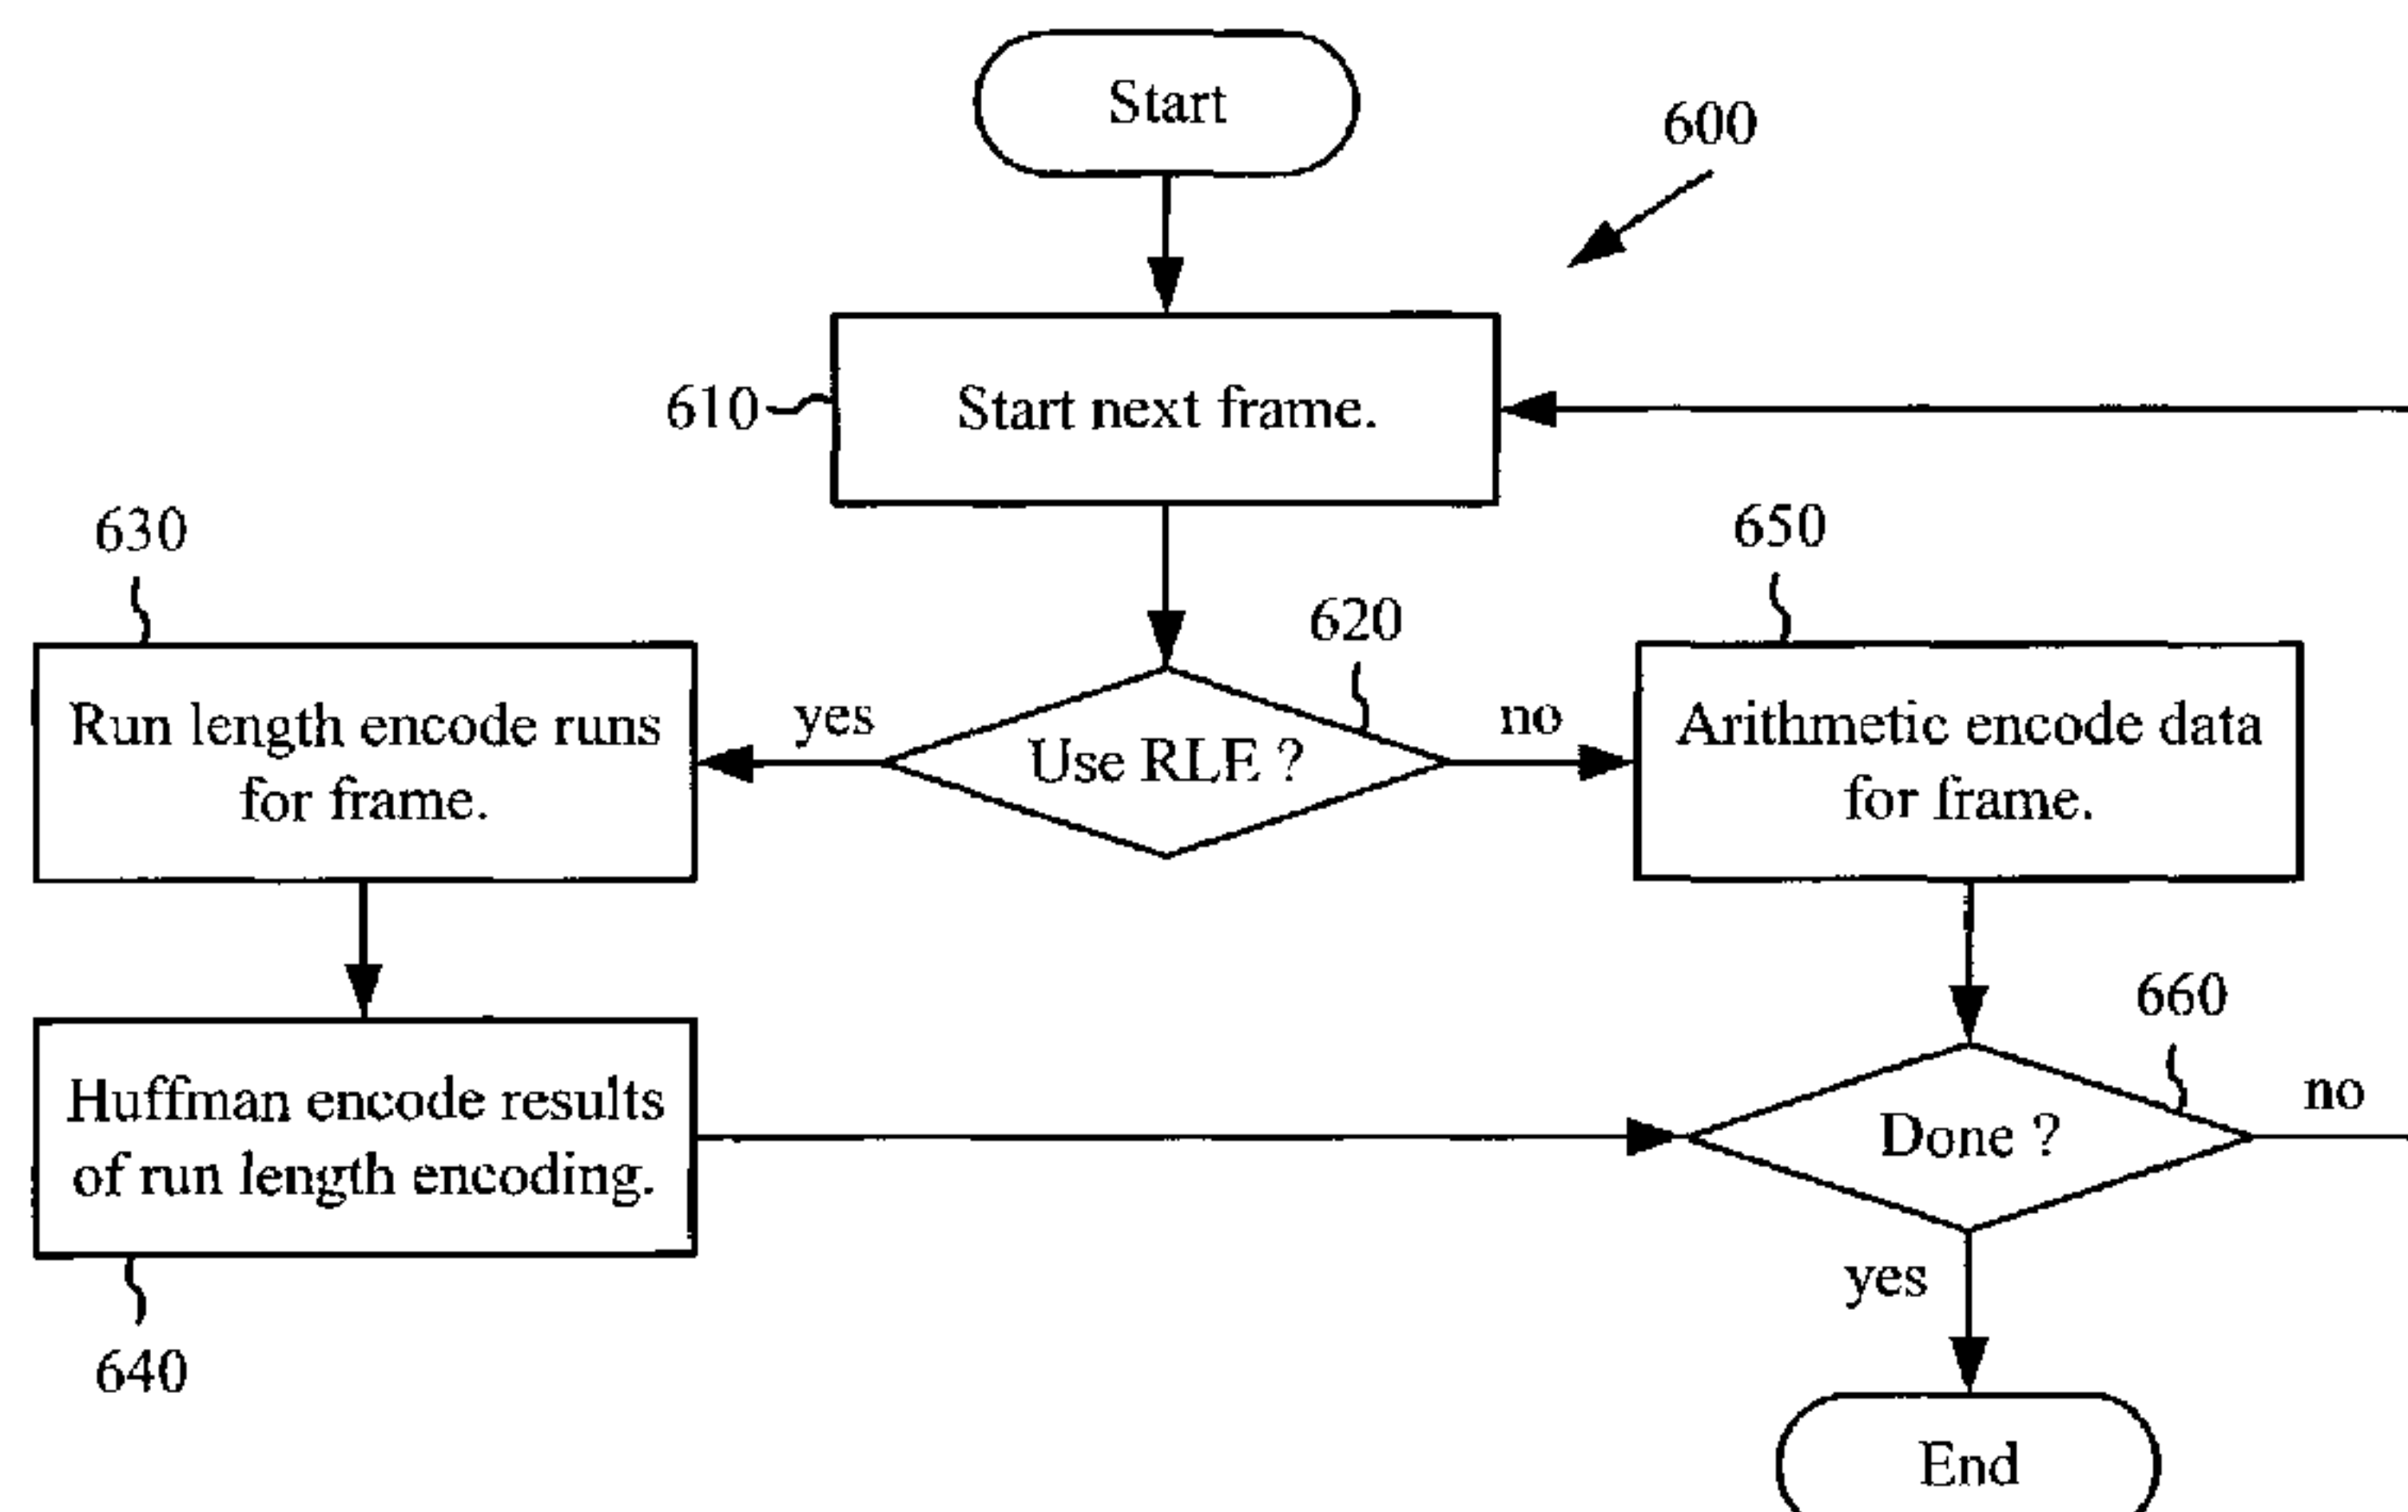 Start
600
610
Start next frame.
630
650
620
Run length encode runs
for frame.
yes
Use RLE ?
no
Arithmetic encode data
for frame.
660
Huffman encode results
of run length encoding.
Done ?
no
yes
640
End